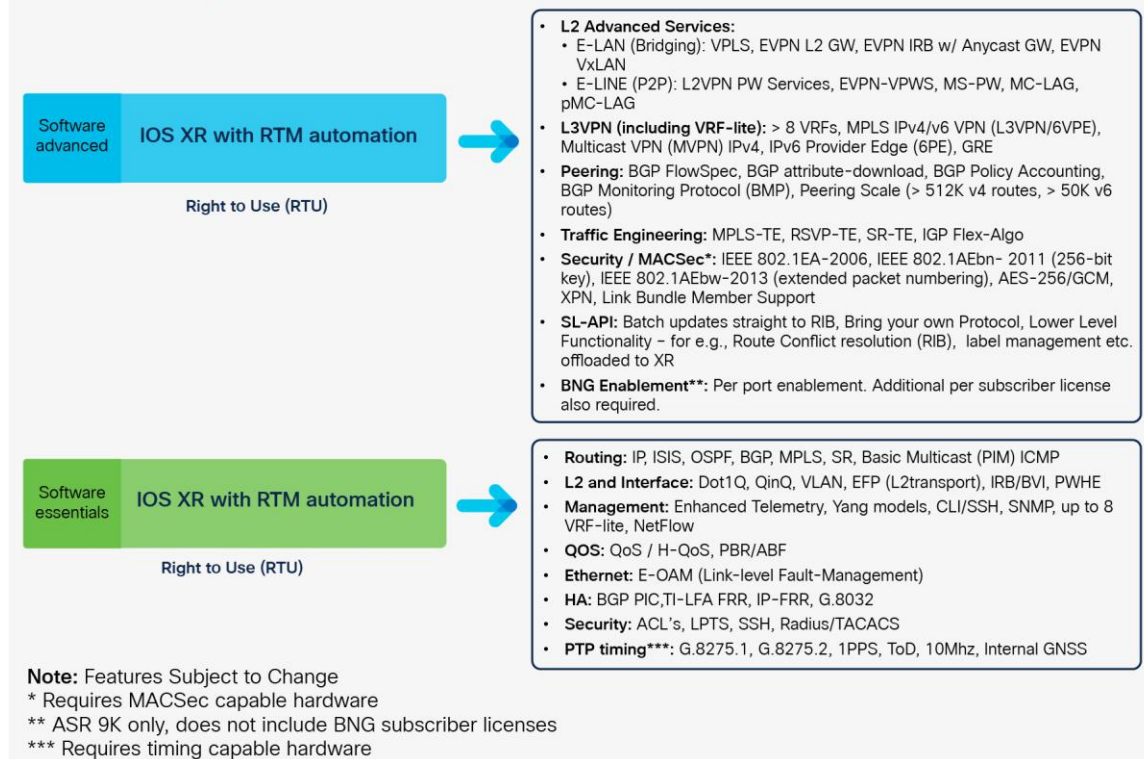 Software
advanced
IOS XR with RTM automation
Right to Use (RTU)
• L2 Advanced Services:
• E-LAN (Bridging): VPLS, EVPN L2 GW, EVPN IRB w/ Anycast GW, EVPN
VxLAN
• E-LINE (P2P): L2VPN PW Services, EVPN-VPWS, MS-PW, MC-LAG,
pMC-LAG
• L3VPN (including VRF-lite): > 8 VRFs, MPLS IPv4/v6 VPN (L3VPN/6VPE),
Multicast VPN (MVPN) IPv4, IPv6 Provider Edge (6PE), GRE
• Peering: BGP FlowSpec, BGP attribute-download, BGP Policy Accounting,
BGP Monitoring Protocol (BMP), Peering Scale (> 512K v4 routes, > 50K v6
routes)
• Traffic Engineering: MPLS-TE, RSVP-TE, SR-TE, IGP Flex-Algo
• Security / MACSec*: IEEE 802.1EA-2006, IEEE 802.1AEbn- 2011 (256-bit
key), IEEE 802.1AEbw-2013 (extended packet numbering), AES-256/GCM,
XPN, Link Bundle Member Support
• SL-API: Batch updates straight to RIB, Bring your own Protocol, Lower Level
Functionality – for e.g., Route Conflict resolution (RIB), label management etc.
offloaded to XR
• BNG Enablement**: Per port enablement. Additional per subscriber license
also required.
Software
essentials
IOS XR with RTM automation
Right to Use (RTU)
• Routing: IP, ISIS, OSPF, BGP, MPLS, SR, Basic Multicast (PIM) ICMP
• L2 and Interface: Dot1Q, QinQ, VLAN, EFP (L2transport), IRB/BVI, PWHE
• Management: Enhanced Telemetry, Yang models, CLI/SSH, SNMP, up to 8
VRF-lite, NetFlow
• QOS: QoS / H-QoS, PBR/ABF
• Ethernet: E-OAM (Link-level Fault-Management)
• HA: BGP PIC,TI-LFA FRR, IP-FRR, G.8032
• Security: ACL's, LPTS, SSH, Radius/TACACS
• PTP timing***: G.8275.1, G.8275.2, 1PPS, ToD, 10Mhz, Internal GNSS
Note: Features Subject to Change
* Requires MACSec capable hardware
** ASR 9K only, does not include BNG subscriber licenses
*** Requires timing capable hardware